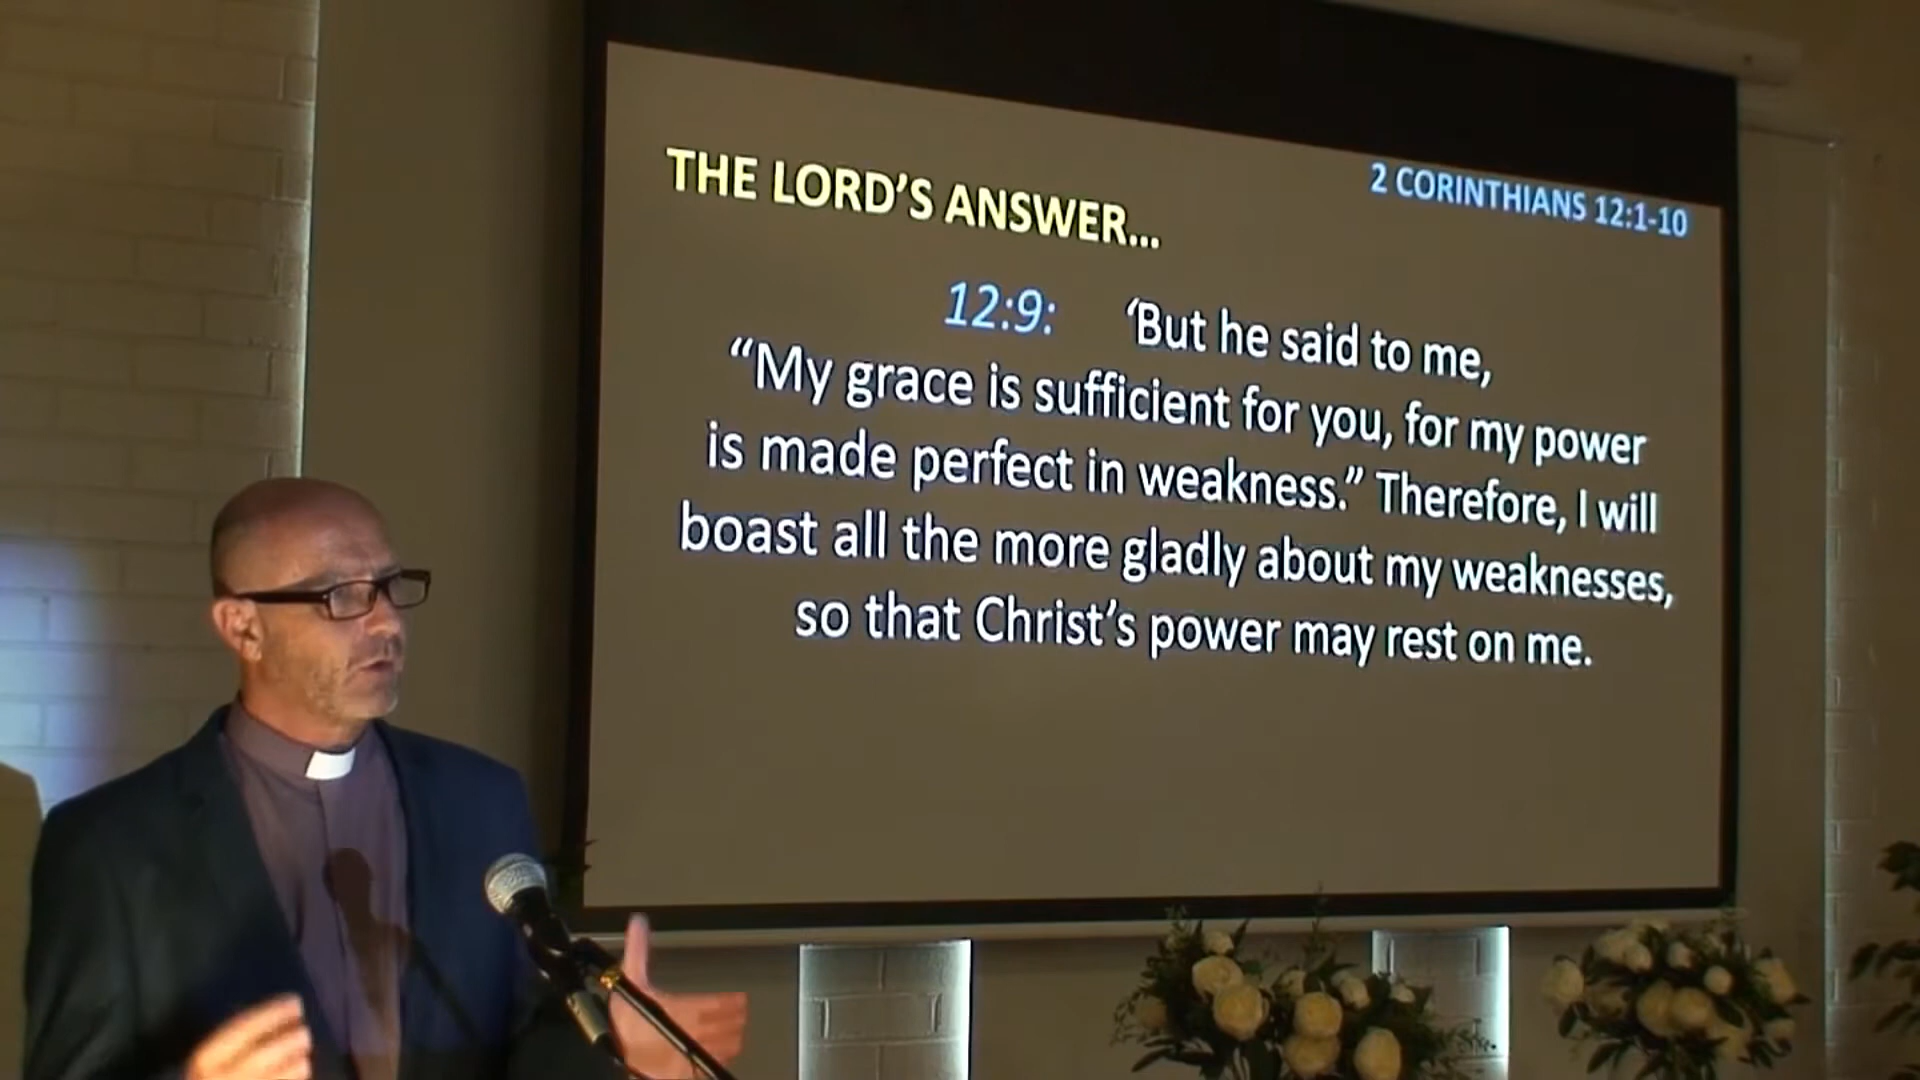 THE LORD’S ANSWER...
2 CORINTHIANS 12:1-10
12:9: ‘But he said to me,
“My grace is sufficient for you, for my power
is made perfect in weakness.” Therefore, I will
boast all the more gladly about my weaknesses,
so that Christ’s power may rest on me.